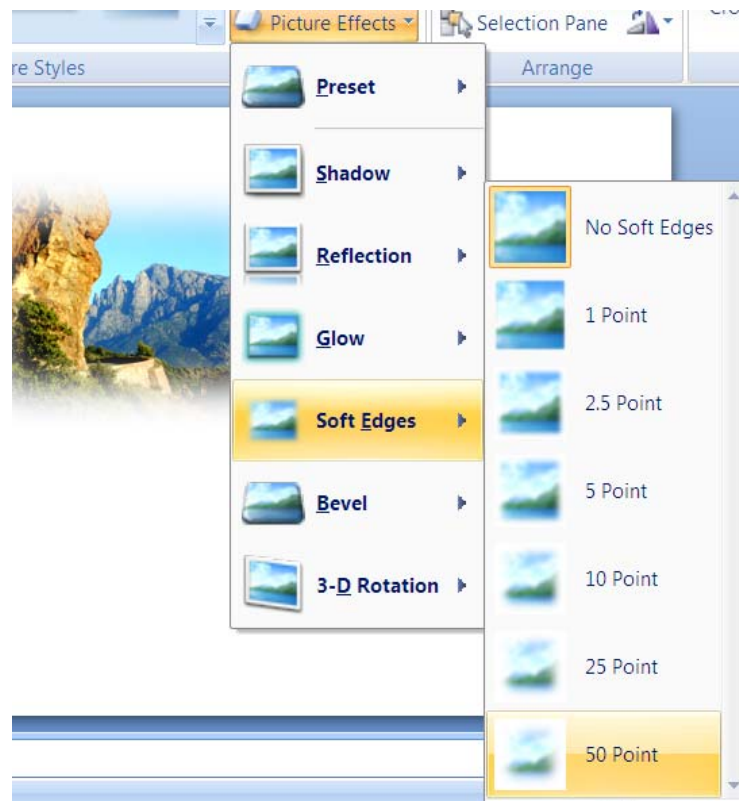 Picture Effects
Selection Pane
re Styles
Arrange
Preset
Shadow
Reflection
Glow
Soft Edges
Bevel
3-D Rotation
No Soft Edges
1 Point
2.5 Point
5 Point
10 Point
25 Point
50 Point